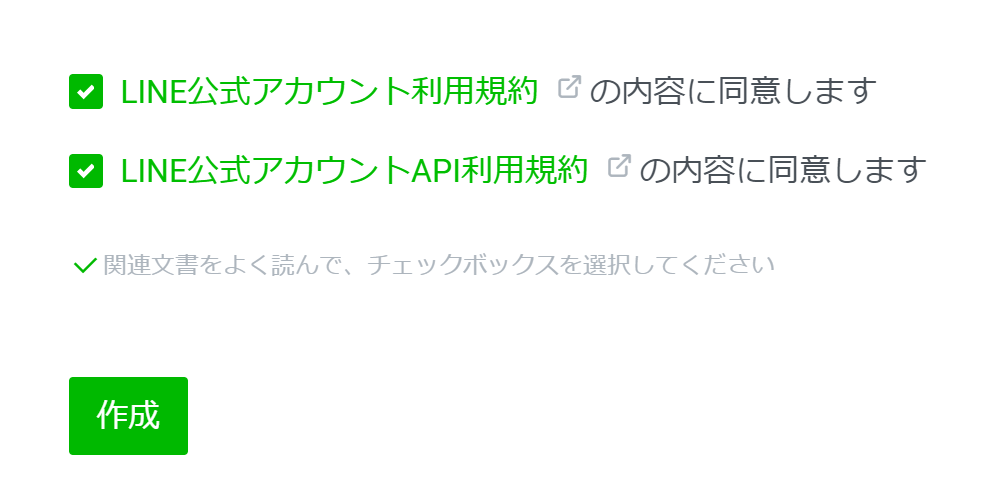 LINE公式アカウント利用規約 の内容に同意します
LINE公式アカウントAPI利用規約 の内容に同意します
関連文書をよく読んで、チェックボックスを選択してください
作成